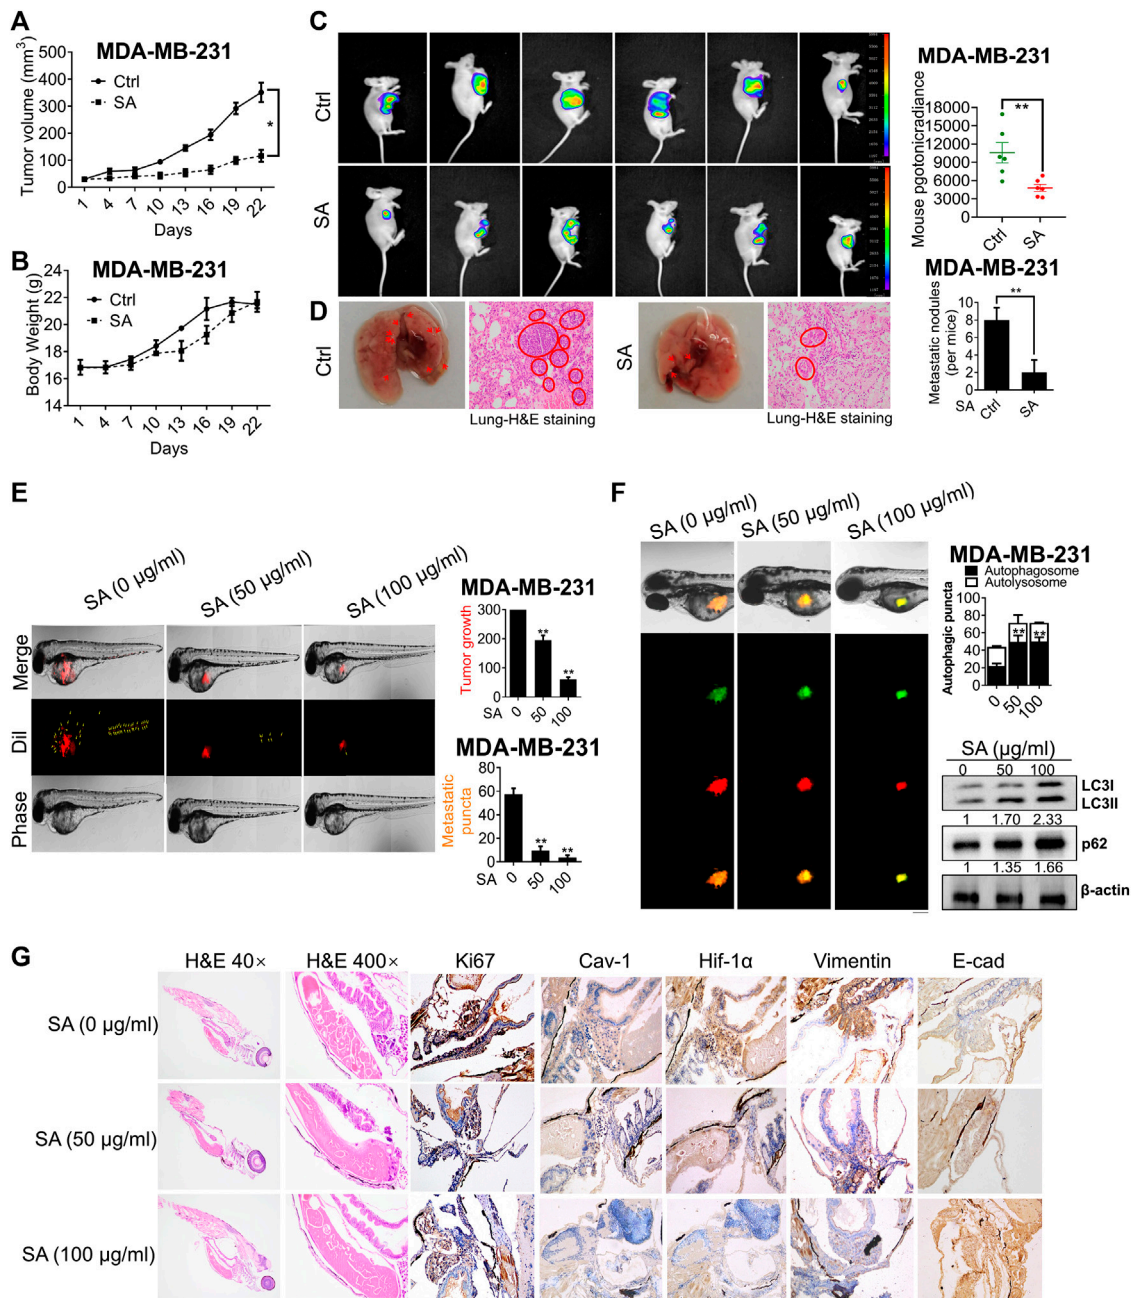 A
MDA-MB-231
Tumor volume (mm³)
500
400
300
200
100
0
Ctrl
SA
*
1 4 7 10 13 16 19 22
Days
B
MDA-MB-231
Body Weight (g)
24
22
20
18
16
14
Ctrl
SA
1 4 7 10 13 16 19 22
Days
C
Ctrl
SA
MDA-MB-231
Mouse pgotonicradiance
18000
15000
12000
9000
6000
3000
0
**
Ctrl SA
D
Ctrl
Lung-H&E staining
SA
Lung-H&E staining
MDA-MB-231
Metastatic nodules
(per mice)
10
8
6
4
2
0
**
SA Ctrl SA
E
SA (0 µg/ml)
SA (50 µg/ml)
SA (100 µg/ml)
Merge
Dil
Phase
MDA-MB-231
Tumor growth
300
200
100
0
**
**
SA 0 50 100
MDA-MB-231
Metastatic
puncta
80
60
40
20
0
**
**
SA 0 50 100
F
SA (0 µg/ml)
SA (50 µg/ml)
SA (100 µg/ml)
MDA-MB-231
Autophagosome
Autolysosome
Autophagic puncta
80
60
40
20
0
**
**
0 50 100
SA (µg/ml)
0 50 100
LC3I
LC3II
1 1.70 2.33
p62
1 1.35 1.66
β-actin
G
H&E 40× H&E 400× Ki67 Cav-1 Hif-1α Vimentin E-cad
SA (0 µg/ml)
SA (50 µg/ml)
SA (100 µg/ml)